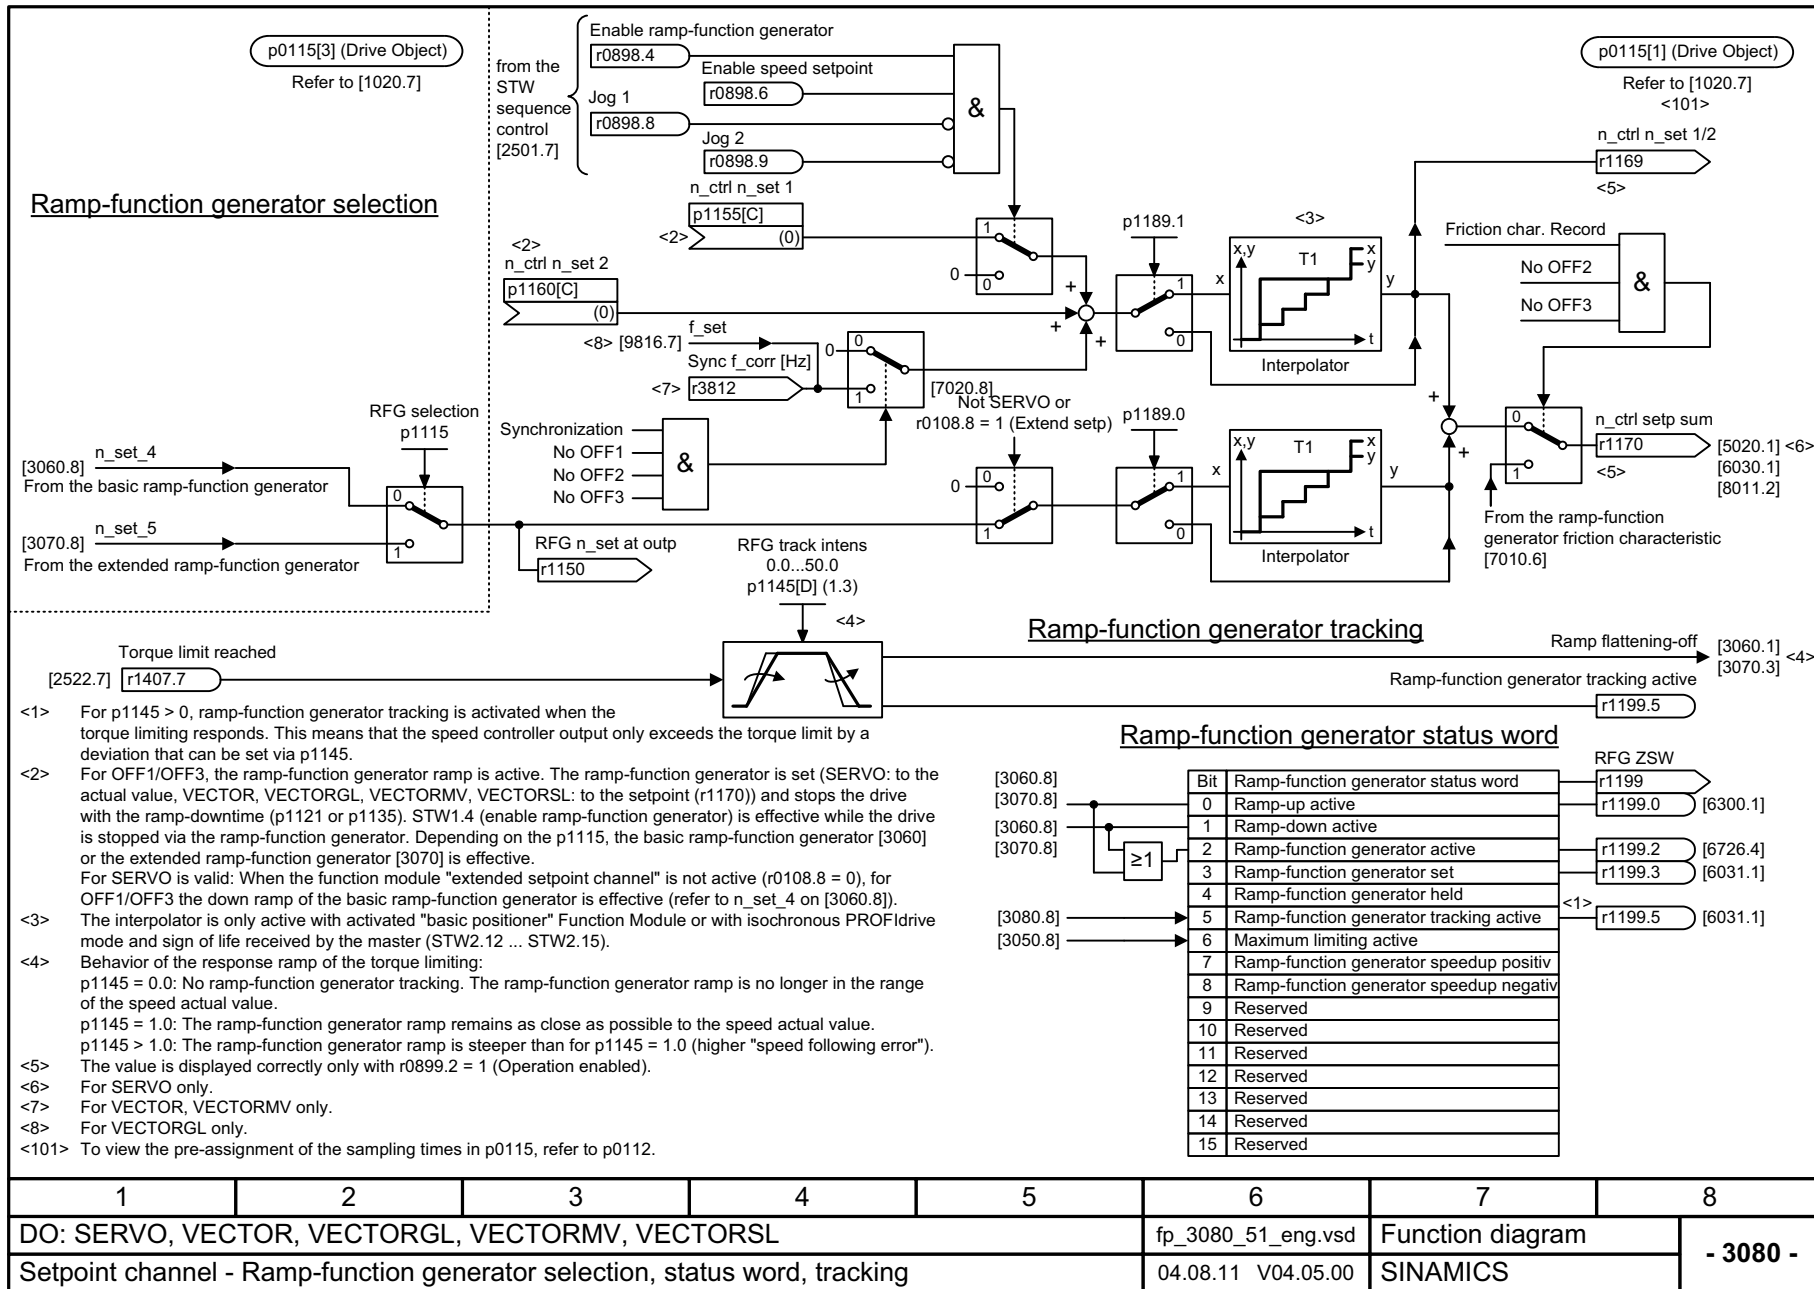 p0115[3] (Drive Object)
Refer to [1020.7]
from the
STW
sequence
control
[2501.7]
Enable ramp-function generator
r0898.4
Enable speed setpoint
r0898.6
Jog 1
r0898.8
Jog 2
r0898.9
&
p0115[1] (Drive Object)
Refer to [1020.7]
<101>
n_ctrl n_set 1/2
r1169
<5>
Ramp-function generator selection
n_ctrl n_set 1
p1155[C]
<2>
(0)
<2>
n_ctrl n_set 2
p1160[C]
(0)
1
0
0
+
+
+
p1189.1
1
0
x
<3>
x,y
T1
x
y
t
y
Interpolator
Friction char. Record
No OFF2
No OFF3
&
<8> [9816.7]
f_set
Sync f_corr [Hz]
<7>
r3812
0
0
1
[7020.8]
Synchronization
No OFF1
No OFF2
No OFF3
&
RFG selection
p1115
[3060.8]
n_set_4
From the basic ramp-function generator
[3070.8]
n_set_5
From the extended ramp-function generator
0
1
Not SERVO or
r0108.8 = 1 (Extend setp)
0
0
1
p1189.0
1
0
x
x,y
T1
x
y
t
y
Interpolator
+
+
0
1
n_ctrl setp sum
r1170
<5>
[5020.1] <6>
[6030.1]
[8011.2]
From the ramp-function
generator friction characteristic
[7010.6]
RFG n_set at outp
r1150
RFG track intens
0.0...50.0
p1145[D] (1.3)
<4>
Ramp-function generator tracking
Torque limit reached
[2522.7]
r1407.7
Ramp flattening-off
[3060.1] <4>
[3070.3]
Ramp-function generator tracking active
r1199.5
<1> For p1145 > 0, ramp-function generator tracking is activated when the
torque limiting responds. This means that the speed controller output only exceeds the torque limit by a
deviation that can be set via p1145.
<2> For OFF1/OFF3, the ramp-function generator ramp is active. The ramp-function generator is set (SERVO: to the
actual value, VECTOR, VECTORGL, VECTORMV, VECTORSL: to the setpoint (r1170)) and stops the drive
with the ramp-downtime (p1121 or p1135). STW1.4 (enable ramp-function generator) is effective while the drive
is stopped via the ramp-function generator. Depending on the p1115, the basic ramp-function generator [3060]
or the extended ramp-function generator [3070] is effective.
For SERVO is valid: When the function module "extended setpoint channel" is not active (r0108.8 = 0), for
OFF1/OFF3 the down ramp of the basic ramp-function generator is effective (refer to n_set_4 on [3060.8]).
<3> The interpolator is only active with activated "basic positioner" Function Module or with isochronous PROFIdrive
mode and sign of life received by the master (STW2.12 ... STW2.15).
<4> Behavior of the response ramp of the torque limiting:
p1145 = 0.0: No ramp-function generator tracking. The ramp-function generator ramp is no longer in the range
of the speed actual value.
p1145 = 1.0: The ramp-function generator ramp remains as close as possible to the speed actual value.
p1145 > 1.0: The ramp-function generator ramp is steeper than for p1145 = 1.0 (higher "speed following error").
<5> The value is displayed correctly only with r0899.2 = 1 (Operation enabled).
<6> For SERVO only.
<7> For VECTOR, VECTORMV only.
<8> For VECTORGL only.
<101> To view the pre-assignment of the sampling times in p0115, refer to p0112.
Ramp-function generator status word
RFG ZSW
[3060.8]
[3070.8]
[3060.8]
[3070.8]
≥1
[3080.8]
[3050.8]
Bit Ramp-function generator status word r1199
0 Ramp-up active r1199.0 [6300.1]
1 Ramp-down active
2 Ramp-function generator active r1199.2 [6726.4]
3 Ramp-function generator set r1199.3 [6031.1]
4 Ramp-function generator held
5 Ramp-function generator tracking active <1> r1199.5 [6031.1]
6 Maximum limiting active
7 Ramp-function generator speedup positiv
8 Ramp-function generator speedup negativ
9 Reserved
10 Reserved
11 Reserved
12 Reserved
13 Reserved
14 Reserved
15 Reserved
1 2 3 4 5 6 7 8
DO: SERVO, VECTOR, VECTORGL, VECTORMV, VECTORSL
fp_3080_51_eng.vsd
Function diagram
- 3080 -
Setpoint channel - Ramp-function generator selection, status word, tracking
04.08.11 V04.05.00
SINAMICS